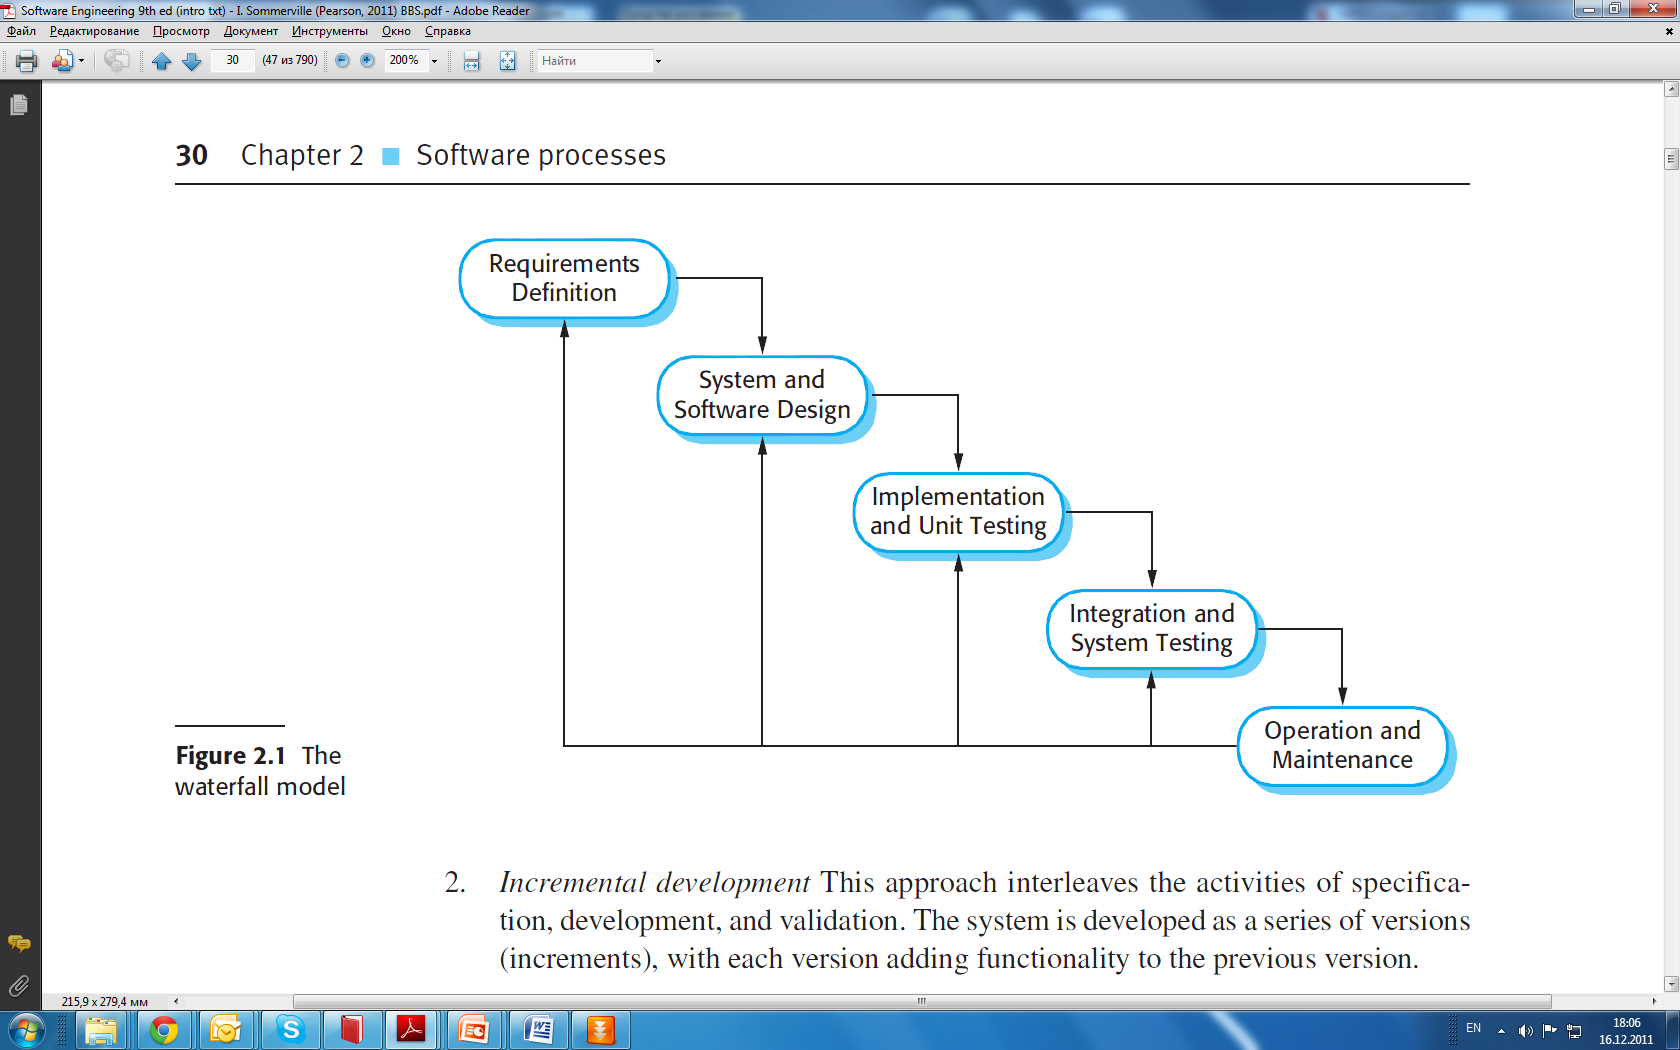 Software Engineering 9th ed (intro txt) - I. Sommerville (Pearson, 2011) BBS.pdf - Adobe Reader
Файл Редактирование Просмотр Документ Инструменты Окно Справка
30 (47 из 790) 200% Найти
30 Chapter 2 Software processes
Requirements
Definition
System and
Software Design
Implementation
and Unit Testing
Integration and
System Testing
Operation and
Maintenance
Figure 2.1 The
waterfall model
2. Incremental development This approach interleaves the activities of specifica-
tion, development, and validation. The system is developed as a series of versions
(increments), with each version adding functionality to the previous version.
215,9 x 279,4 мм
EN
18:06
16.12.2011